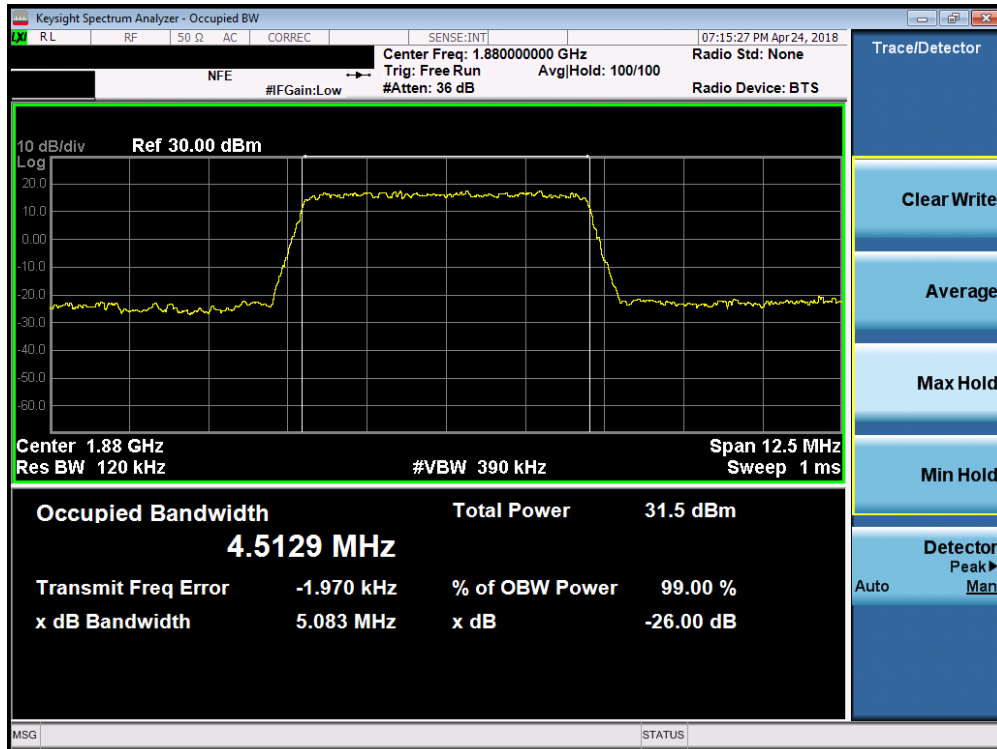 Keysight Spectrum Analyzer - Occupied BW
LXI RL RF 50 Ω AC CORREC SENSE:INT 07:15:27 PM Apr 24, 2018
Center Freq: 1.880000000 GHz Radio Std: None
NFE Trig: Free Run Avg|Hold: 100/100
#IFGain:Low #Atten: 36 dB Radio Device: BTS
Trace/Detector
10 dB/div Ref 30.00 dBm
Log
20.0
10.0
0.00
-10.0
-20.0
-30.0
-40.0
-50.0
-60.0
Center 1.88 GHz Span 12.5 MHz
Res BW 120 kHz #VBW 390 kHz Sweep 1 ms
Occupied Bandwidth Total Power 31.5 dBm
4.5129 MHz
Transmit Freq Error -1.970 kHz % of OBW Power 99.00 %
x dB Bandwidth 5.083 MHz x dB -26.00 dB
Clear Write
Average
Max Hold
Min Hold
Detector
Peak▶
Auto Man
MSG STATUS